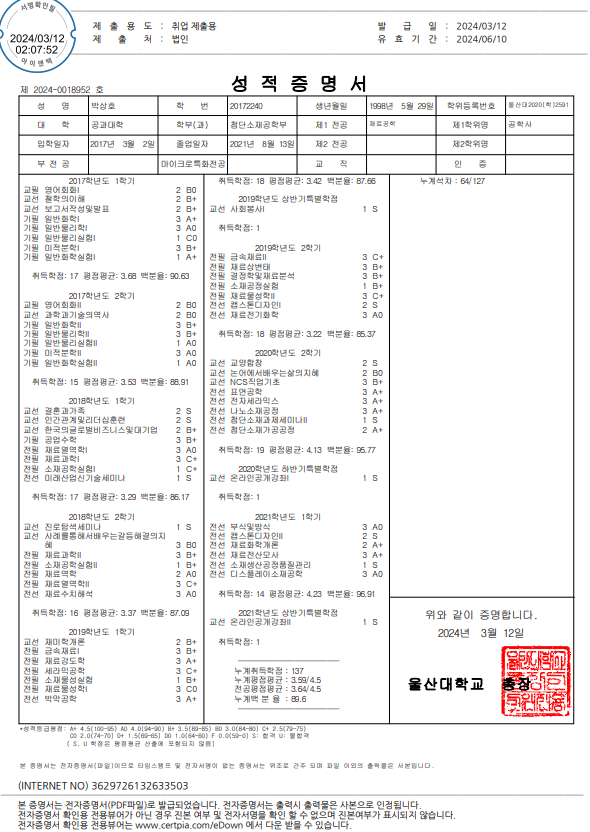 서명확인필
2024/03/12
02:07:52
아이앤텍
제 출 용 도 : 취업 제출용
발 급 일 : 2024/03/12
제 출 처 : 법인
유 효 기 간 : 2024/06/10
제 2024-0018952 호
성 적 증 명 서
성 명 박상호 학 번 20172240 생년월일 1998년 5월 29일 학위등록번호 울산대2020(학)2591
대 학 공과대학 학부(과) 첨단소재공학부 제1 전공 재료공학 제1학위명 공학사
입학일자 2017년 3월 2일 졸업일자 2021년 8월 13일 제2 전공 제2학위명
부 전 공 마이크로특화전공 교 직 인 증
2017학년도 1학기
교필 영어회화I 2 B0
교선 철학의이해 2 B+
교선 보고서작성및발표 2 B+
기필 일반화학I 3 A+
기필 일반물리학I 3 A0
기필 일반물리실험I 1 C0
기필 미적분학I 3 B+
기필 일반화학실험I 1 A+
취득학점: 17 평점평균: 3.68 백분율: 90.63
2017학년도 2학기
교필 영어회화II 2 B0
교선 과학과기술의역사 2 B0
기필 일반화학II 3 B+
기필 일반물리학II 3 B+
기필 일반물리실험II 1 A0
기필 미적분학II 3 A0
기필 일반화학실험II 1 A0
취득학점: 15 평점평균: 3.53 백분율: 88.91
2018학년도 1학기
교선 결혼과가족 2 S
교선 인간관계및리더십훈련 2 S
교선 한국의글로벌비즈니스및대기업 2 B+
기필 공업수학 3 B+
전필 재료열역학I 3 A0
전필 재료과학I 3 C+
전필 소재공학실험I 1 C+
전선 미래산업신기술세미나 1 S
취득학점: 17 평점평균: 3.29 백분율: 86.17
2018학년도 2학기
교선 진로탐색세미나 1 S
교선 사례를통해서배우는갈등해결의지
혜 3 B0
전필 재료과학II 3 B+
전필 소재공학실험II 1 B+
전필 재료역학 2 A0
전필 재료열역학II 3 C+
전선 재료수치해석 3 A0
취득학점: 16 평점평균: 3.37 백분율: 87.09
2019학년도 1학기
교선 재미학개론 2 B+
전필 금속재료I 3 B+
전필 재료강도학 3 A+
전필 세라믹공학 3 C+
전필 소재물성실험 1 B+
전필 재료물성학I 3 C0
전선 박막공학 3 A+
취득학점: 18 평점평균: 3.42 백분율: 87.66
2019학년도 상반기특별학점
교선 사회봉사I 1 S
취득학점: 1
2019학년도 2학기
전필 금속재료II 3 C+
전필 재료상변태 3 B+
전필 결정학및재료분석 3 B+
전필 소재공정실험 1 B+
전필 재료물성학II 3 C+
전선 캡스톤디자인I 2 S
전선 재료전기화학 3 A0
취득학점: 18 평점평균: 3.22 백분율: 85.37
2020학년도 2학기
교선 교양합창 2 S
교선 논어에서배우는삶의지혜 2 B0
교선 NCS직업기초 3 B+
전선 표면공학 3 A+
전선 전자세라믹스 3 A+
전선 나노소재공정 3 A+
전선 첨단소재과제세미나II 1 S
전선 첨단소재가공공정 2 A+
취득학점: 19 평점평균: 4.13 백분율: 95.77
2020학년도 하반기특별학점
교선 온라인공개강좌I 1 S
취득학점: 1
2021학년도 1학기
전선 부식및방식 3 A0
전선 캡스톤디자인II 2 S
전선 재료화학개론 2 A+
전선 재료전산모사 3 A+
전선 소재생산공정품질관리 1 S
전선 디스플레이소재공학 3 A0
취득학점: 14 평점평균: 4.23 백분율: 96.91
2021학년도 상반기특별학점
교선 온라인공개강좌II 1 S
취득학점: 1
누계취득학점 : 137
누계평점평균 : 3.59/4.5
전공평점평균 : 3.64/4.5
누계백 분 율 : 89.6
누계석차 : 64/127
위와 같이 증명합니다.
2024년 3월 12일
울산대학교 총장
*성적등급평점: A+ 4.5(100-95) A0 4.0(94-90) B+ 3.5(89-85) B0 3.0(84-80) C+ 2.5(79-75)
C0 2.0(74-70) D+ 1.5(69-65) D0 1.0(64-60) F 0.0(59-0) S: 합격 U: 불합격
( S, U 학점은 평점평균 산출에 포함되지 않음)
본 증명서는 전자증명서(파일)이므로 타임스탬프 및 전자서명이 없는 증명서는 위조로 간주 되며 파일 이외의 출력물은 사본입니다.
(INTERNET NO) 3629726132633503
본 증명서는 전자증명서(PDF파일)로 발급되었습니다. 전자증명서는 출력시 출력물은 사본으로 인정됩니다.
전자증명서 확인용 전용뷰어가 아닌 경우 진본 여부 및 전자서명을 확인 할 수 없으며 진본여부가 표시되지 않습니다.
전자증명서 확인용 전용뷰어는 www.certpia.com/eDown 에서 다운 받을 수 있습니다.